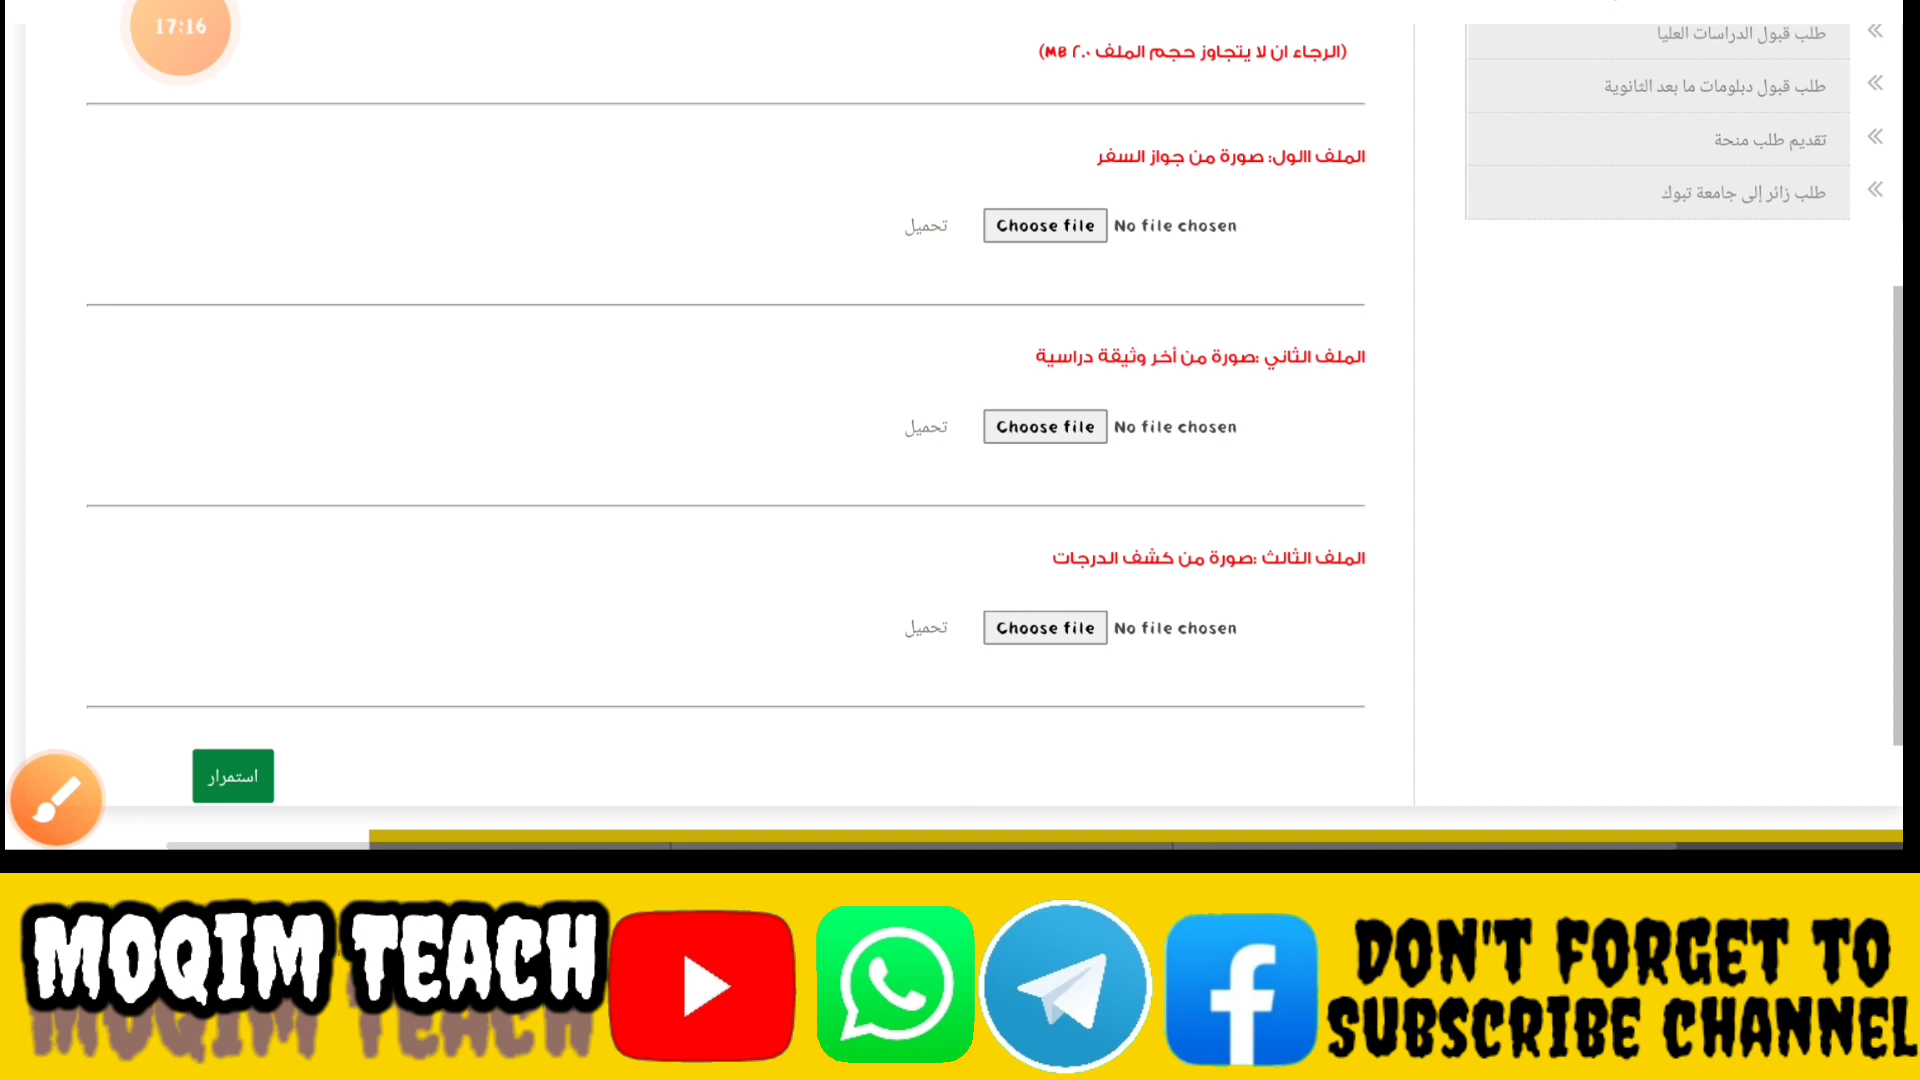 17:16
(الرجاء ان لا يتجاوز حجم الملف ٢.٠ MB)
الملف االول: صورة من جواز السفر
Choose file No file chosen تحميل
الملف الثاني :صورة من أخر وثيقة دراسية
Choose file No file chosen تحميل
الملف الثالث :صورة من كشف الدرجات
Choose file No file chosen تحميل
استمرار
طلب قبول الدراسات العليا
طلب قبول دبلومات ما بعد الثانوية
تقديم طلب منحة
طلب زائر إلى جامعة تبوك
MOQIM TEACH
DON'T FORGET TO
SUBSCRIBE CHANNEL